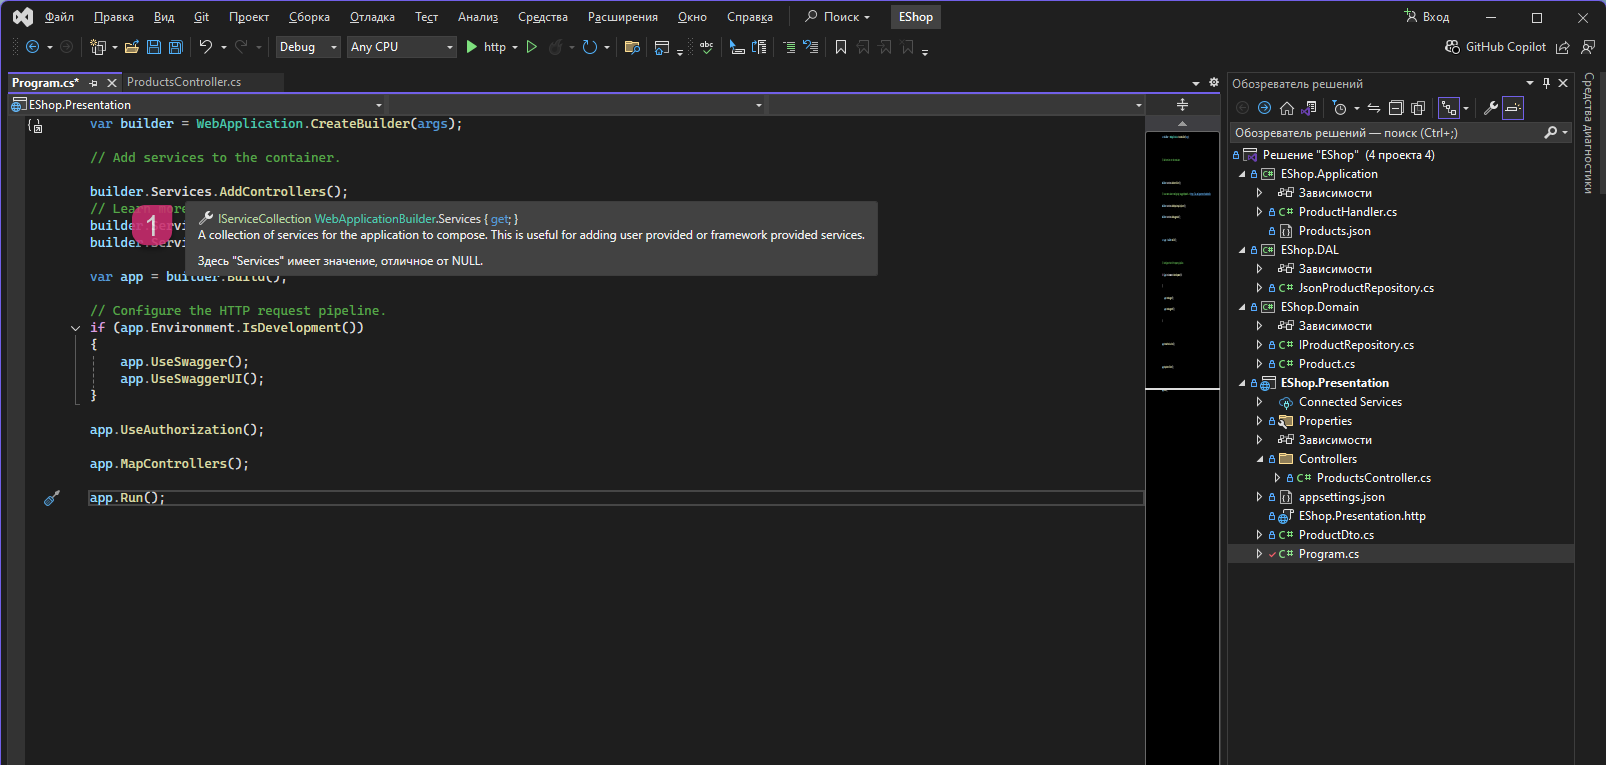 Файл Правка Вид Git Проект Сборка Отладка Тест Анализ Средства Расширения Окно Справка Поиск EShop Вход
Debug Any CPU http GitHub Copilot
Program.cs* ProductsController.cs
EShop.Presentation
var builder = WebApplication.CreateBuilder(args);
// Add services to the container.
builder.Services.AddControllers();
// Learn more
builder.Servi
builder.Servi
1
IServiceCollection WebApplicationBuilder.Services { get; }
A collection of services for the application to compose. This is useful for adding user provided or framework provided services.
Здесь "Services" имеет значение, отличное от NULL.
var app = builder.Build();
// Configure the HTTP request pipeline.
if (app.Environment.IsDevelopment())
{
app.UseSwagger();
app.UseSwaggerUI();
}
app.UseAuthorization();
app.MapControllers();
app.Run();
Обозреватель решений
Обозреватель решений — поиск (Ctrl+;)
Решение "EShop" (4 проекта 4)
EShop.Application
Зависимости
ProductHandler.cs
Products.json
EShop.DAL
Зависимости
JsonProductRepository.cs
EShop.Domain
Зависимости
IProductRepository.cs
Product.cs
EShop.Presentation
Connected Services
Properties
Зависимости
Controllers
ProductsController.cs
appsettings.json
EShop.Presentation.http
ProductDto.cs
Program.cs
Средства диагностики